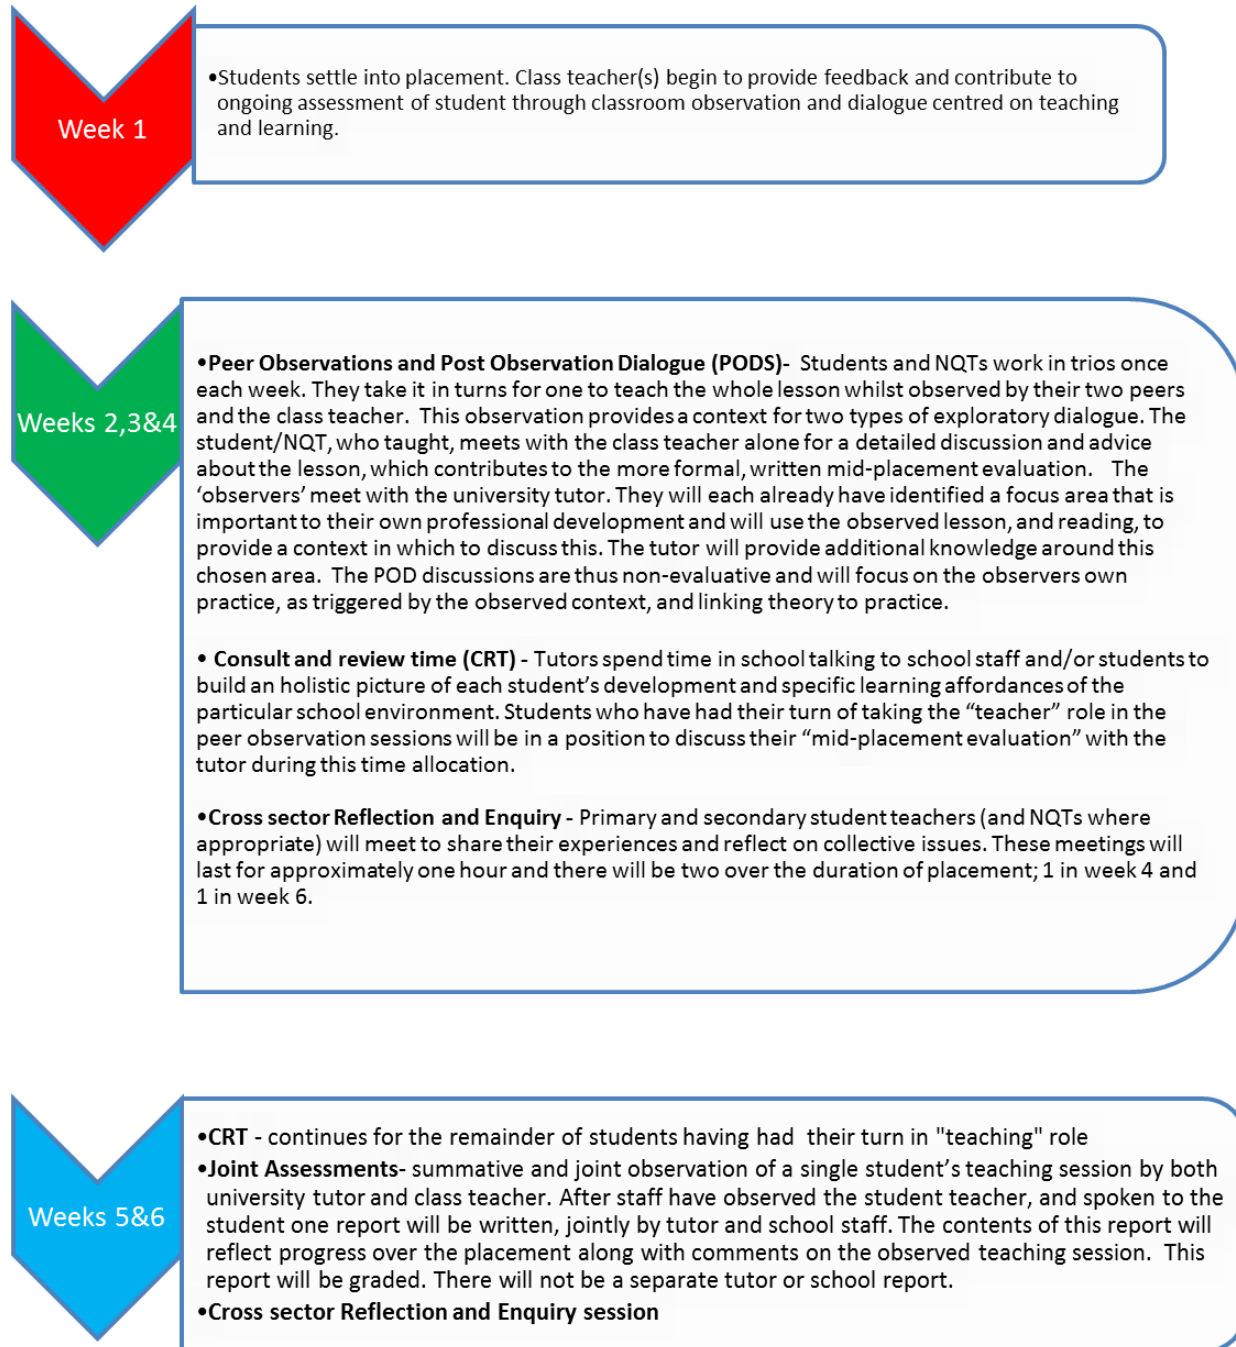 Week 1
•Students settle into placement. Class teacher(s) begin to provide feedback and contribute to
ongoing assessment of student through classroom observation and dialogue centred on teaching
and learning.
Weeks 2,3&4
•Peer Observations and Post Observation Dialogue (PODS)- Students and NQTs work in trios once
each week. They take it in turns for one to teach the whole lesson whilst observed by their two peers
and the class teacher. This observation provides a context for two types of exploratory dialogue. The
student/NQT, who taught, meets with the class teacher alone for a detailed discussion and advice
about the lesson, which contributes to the more formal, written mid-placement evaluation. The
‘observers’ meet with the university tutor. They will each already have identified a focus area that is
important to their own professional development and will use the observed lesson, and reading, to
provide a context in which to discuss this. The tutor will provide additional knowledge around this
chosen area. The POD discussions are thus non-evaluative and will focus on the observers own
practice, as triggered by the observed context, and linking theory to practice.
• Consult and review time (CRT) - Tutors spend time in school talking to school staff and/or students to
build an holistic picture of each student’s development and specific learning affordances of the
particular school environment. Students who have had their turn of taking the “teacher” role in the
peer observation sessions will be in a position to discuss their “mid-placement evaluation” with the
tutor during this time allocation.
•Cross sector Reflection and Enquiry - Primary and secondary student teachers (and NQTs where
appropriate) will meet to share their experiences and reflect on collective issues. These meetings will
last for approximately one hour and there will be two over the duration of placement; 1 in week 4 and
1 in week 6.
Weeks 5&6
•CRT - continues for the remainder of students having had their turn in "teaching" role
•Joint Assessments- summative and joint observation of a single student’s teaching session by both
university tutor and class teacher. After staff have observed the student teacher, and spoken to the
student one report will be written, jointly by tutor and school staff. The contents of this report will
reflect progress over the placement along with comments on the observed teaching session. This
report will be graded. There will not be a separate tutor or school report.
•Cross sector Reflection and Enquiry session